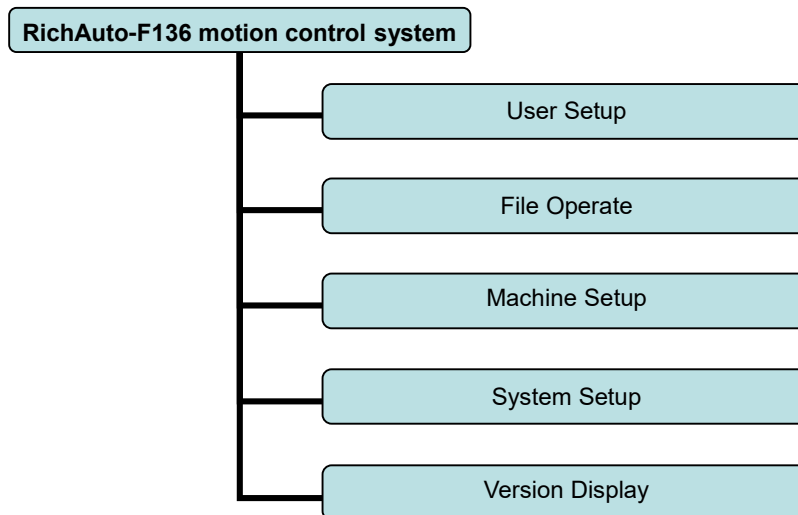 RichAuto-F136 motion control system
User Setup
File Operate
Machine Setup
System Setup
Version Display